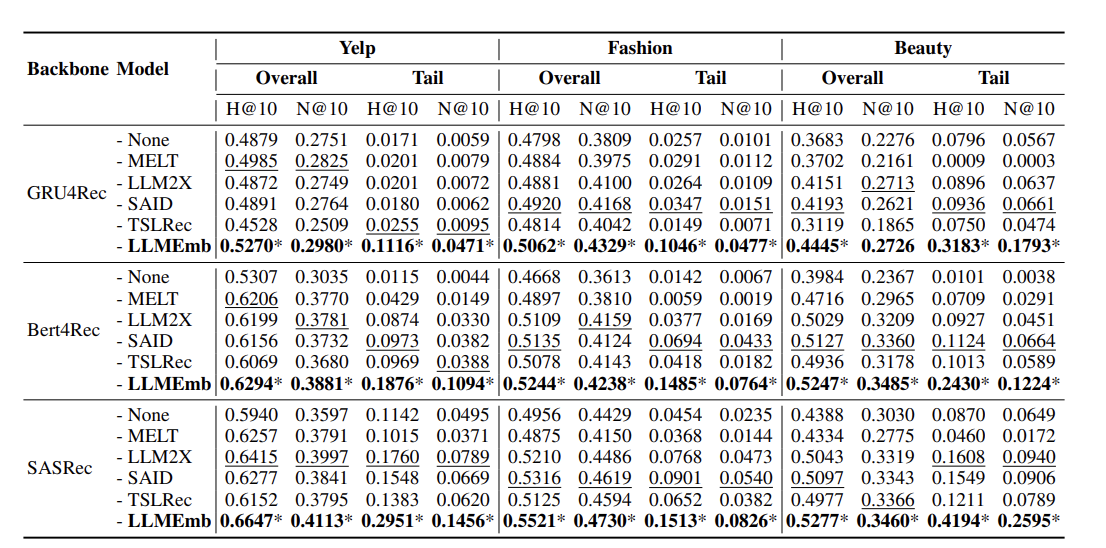 Yelp Fashion Beauty
Backbone Model
Overall Tail Overall Tail Overall Tail
H@10 N@10 H@10 N@10 H@10 N@10 H@10 N@10 H@10 N@10 H@10 N@10
- None 0.4879 0.2751 0.0171 0.0059 0.4798 0.3809 0.0257 0.0101 0.3683 0.2276 0.0796 0.0567
- MELT 0.4985 0.2825 0.0201 0.0079 0.4884 0.3975 0.0291 0.0112 0.3702 0.2161 0.0009 0.0003
- LLM2X 0.4872 0.2749 0.0201 0.0072 0.4881 0.4100 0.0264 0.0109 0.4151 0.2713 0.0896 0.0637
GRU4Rec
- SAID 0.4891 0.2764 0.0180 0.0062 0.4920 0.4168 0.0347 0.0151 0.4193 0.2621 0.0936 0.0661
- TSLRec 0.4528 0.2509 0.0255 0.0095 0.4814 0.4042 0.0149 0.0071 0.3119 0.1865 0.0750 0.0474
- LLMEmb 0.5270* 0.2980* 0.1116* 0.0471* 0.5062* 0.4329* 0.1046* 0.0477* 0.4445* 0.2726 0.3183* 0.1793*
- None 0.5307 0.3035 0.0115 0.0044 0.4668 0.3613 0.0142 0.0067 0.3984 0.2367 0.0101 0.0038
- MELT 0.6206 0.3770 0.0429 0.0149 0.4897 0.3810 0.0059 0.0019 0.4716 0.2965 0.0709 0.0291
- LLM2X 0.6199 0.3781 0.0874 0.0330 0.5109 0.4159 0.0377 0.0169 0.5029 0.3209 0.0927 0.0451
Bert4Rec
- SAID 0.6156 0.3732 0.0973 0.0382 0.5135 0.4124 0.0694 0.0433 0.5127 0.3360 0.1124 0.0664
- TSLRec 0.6069 0.3680 0.0969 0.0388 0.5078 0.4143 0.0418 0.0182 0.4936 0.3178 0.1013 0.0589
- LLMEmb 0.6294* 0.3881* 0.1876* 0.1094* 0.5244* 0.4238* 0.1485* 0.0764* 0.5247* 0.3485* 0.2430* 0.1224*
- None 0.5940 0.3597 0.1142 0.0495 0.4956 0.4429 0.0454 0.0235 0.4388 0.3030 0.0870 0.0649
- MELT 0.6257 0.3791 0.1015 0.0371 0.4875 0.4150 0.0368 0.0144 0.4334 0.2775 0.0460 0.0172
- LLM2X 0.6415 0.3997 0.1760 0.0789 0.5210 0.4486 0.0768 0.0473 0.5043 0.3319 0.1608 0.0940
SASRec
- SAID 0.6277 0.3841 0.1548 0.0669 0.5316 0.4619 0.0901 0.0540 0.5097 0.3343 0.1549 0.0906
- TSLRec 0.6152 0.3795 0.1383 0.0620 0.5125 0.4594 0.0652 0.0382 0.4977 0.3366 0.1211 0.0789
- LLMEmb 0.6647* 0.4113* 0.2951* 0.1456* 0.5521* 0.4730* 0.1513* 0.0826* 0.5277* 0.3460* 0.4194* 0.2595*